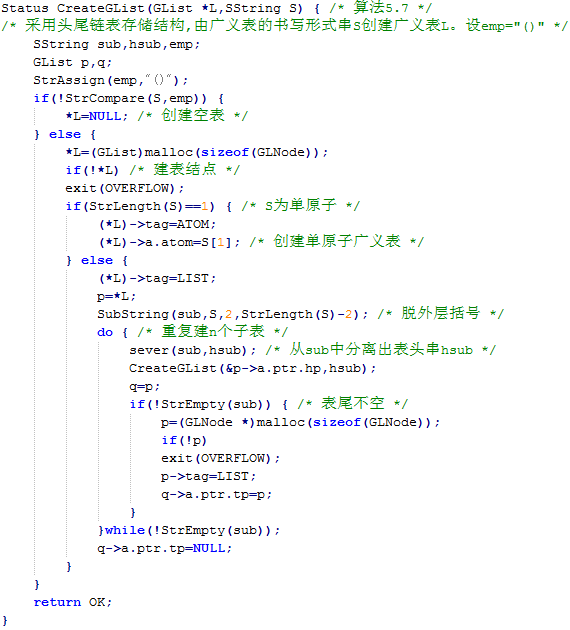 Status CreateGList(GList *L,SString S) { /* 算法5.7 */
/* 采用头尾链表存储结构,由广义表的书写形式串S创建广义表L。设emp="()" */
    SString sub,hsub,emp;
    GList p,q;
    StrAssign(emp,"()");
    if(!StrCompare(S,emp)) {
        *L=NULL; /* 创建空表 */
    } else {
        *L=(GList)malloc(sizeof(GLNode));
        if(!*L) /* 建表结点 */
        exit(OVERFLOW);
        if(StrLength(S)==1) { /* S为单原子 */
            (*L)->tag=ATOM;
            (*L)->a.atom=S[1]; /* 创建单原子广义表 */
        } else {
            (*L)->tag=LIST;
            p=*L;
            SubString(sub,S,2,StrLength(S)-2); /* 脱外层括号 */
            do { /* 重复建n个子表 */
                sever(sub,hsub); /* 从sub中分离出表头串hsub */
                CreateGList(&p->a.ptr.hp,hsub);
                q=p;
                if(!StrEmpty(sub)) { /* 表尾不空 */
                    p=(GLNode *)malloc(sizeof(GLNode));
                    if(!p)
                    exit(OVERFLOW);
                    p->tag=LIST;
                    q->a.ptr.tp=p;
                }
            }while(!StrEmpty(sub));
            q->a.ptr.tp=NULL;
        }
    }
    return OK;
}